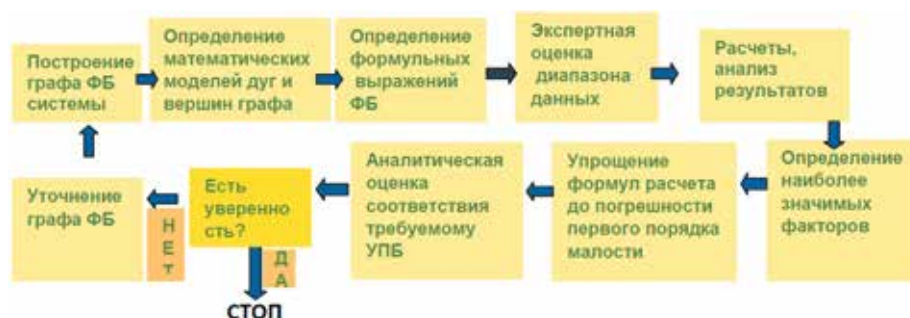 Построение
графа ФБ
системы
Определение
математических
моделей дуг и
вершин графа
Определение
формульных
выражений
ФБ
Экспертная
оценка
диапазона
данных
Расчеты,
анализ
результатов
Определение
наиболее
значимых
факторов
Упрощение
формул расчета
до погрешности
первого порядка
малости
Аналитическая
оценка
соответствия
требуемому
УПБ
Есть
уверенно
сть?
Уточнение
графа ФБ
Н
Е
Т
Д
А
СТОП